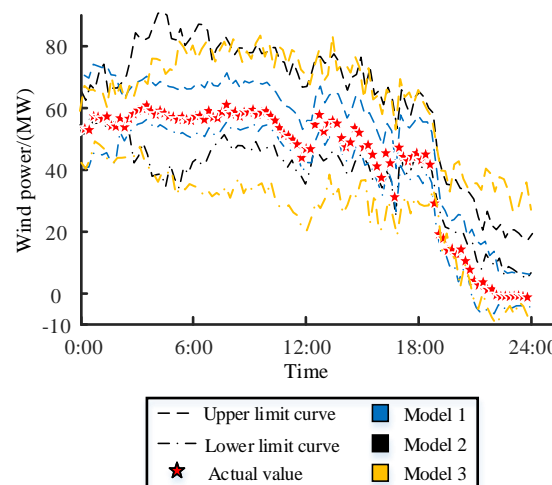 80
60
40
20
0
-10
Wind power/(MW)
0:00 6:00 12:00 18:00 24:00
Time
Upper limit curve
Lower limit curve
Actual value
Model 1
Model 2
Model 3